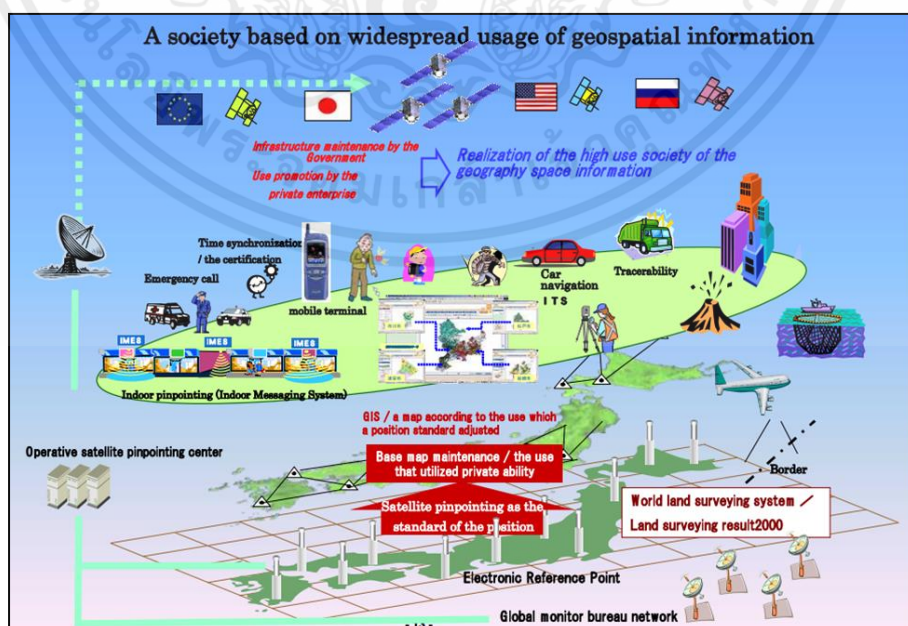 A society based on widespread usage of geospatial information
Infrastructure maintenance by the
Government
Use promotion by the
private enterprise
Realization of the high use society of the
geography space information
Time synchronization
/ the certification
Emergency call
mobile terminal
Car
navigation
ITS
Tracerability
IMES
IMES
IMES
Indoor pinpointing (Indoor Messaging System)
GIS / a map according to the use which
a position standard adjusted
Operative satellite pinpointing center
Base map maintenance / the use
that utilized private ability
Border
Satellite pinpointing as the
standard of the position
World land surveying system /
Land surveying result2000
Electronic Reference Point
Global monitor bureau network